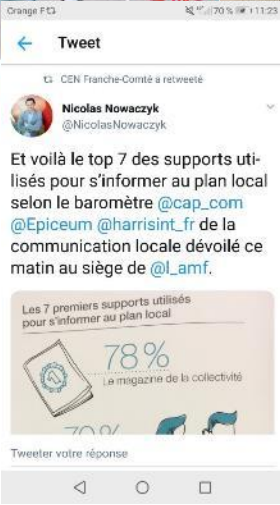 Orange F
70 % 11:23
Tweet
CEN Franche-Comté a retweeté
Nicolas Nowaczyk
@NicolasNowaczyk
Et voilà le top 7 des supports uti-
lisés pour s'informer au plan local
selon le baromètre @cap_com
@Epiceum @harrisint_fr de la
communication locale dévoilé ce
matin au siège de @l_amf.
Les 7 premiers supports utilisés
pour s'informer au plan local
78%
Le magazine de la collectivité
70%
Tweeter votre réponse